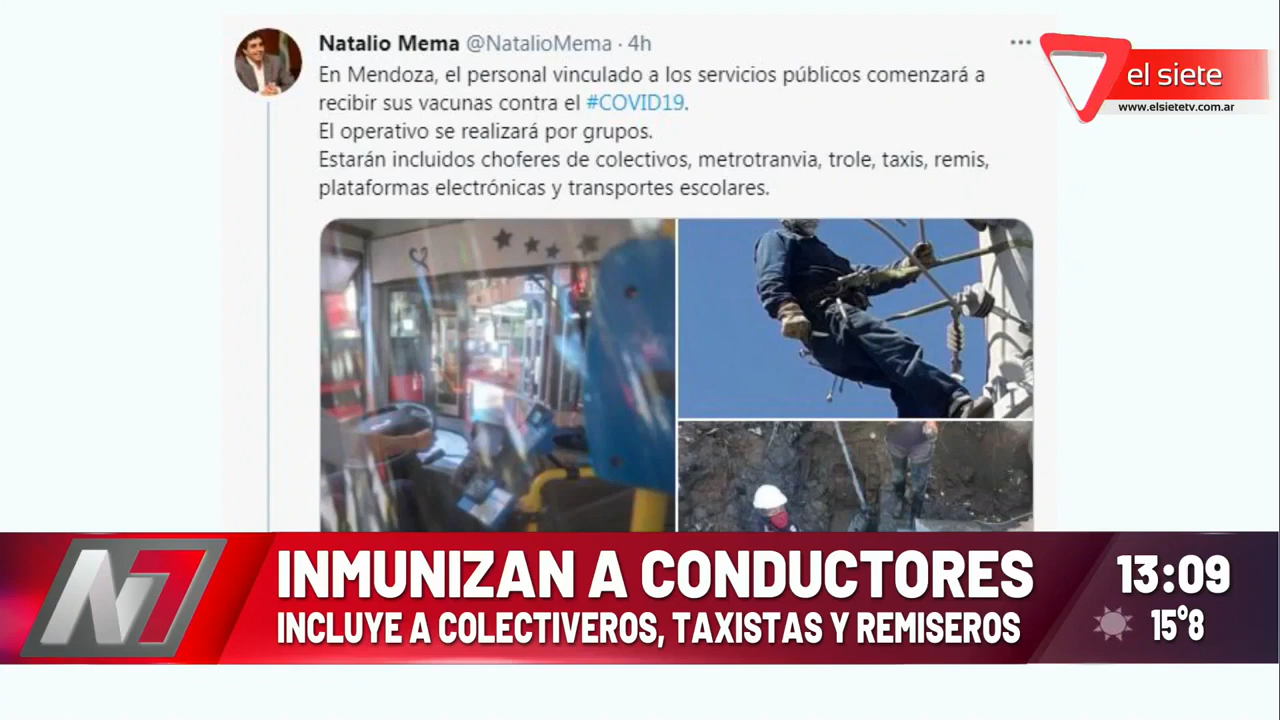 Natalio Mema @NatalioMema · 4h
En Mendoza, el personal vinculado a los servicios públicos comenzará a
recibir sus vacunas contra el #COVID19.
El operativo se realizará por grupos.
Estarán incluidos choferes de colectivos, metrotranvia, trole, taxis, remis,
plataformas electrónicas y transportes escolares.
el siete
www.elsietetv.com.ar
N7
INMUNIZAN A CONDUCTORES
INCLUYE A COLECTIVEROS, TAXISTAS Y REMISEROS
13:09
15º8